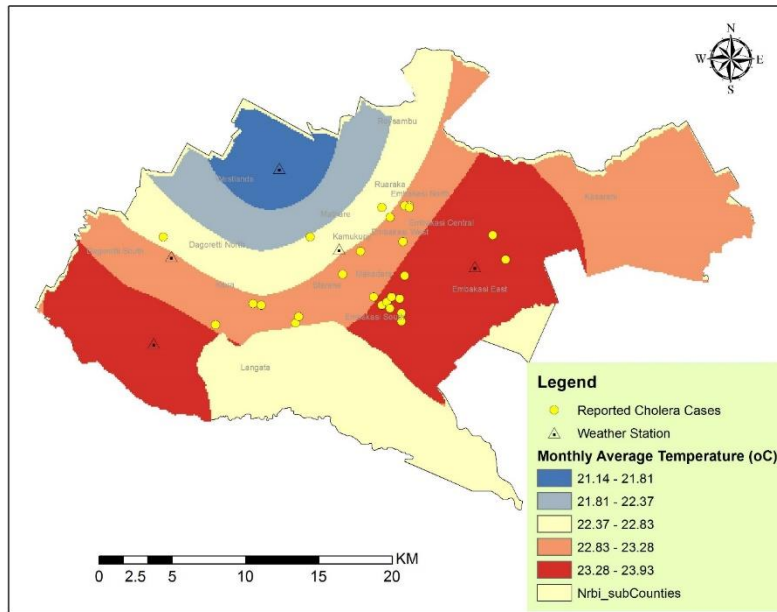 N
W E
S
Roysambu
Westlands
Kasarani
Ruaraka
Embakasi North
Mathare
Embakasi Central
Embakasi West
Kamukunji
Dagoretti North
Makadara
Starehe
Kibra
Embakasi East
Embakasi South
Langata
Legend
Reported Cholera Cases
Weather Station
Monthly Average Temperature (oC)
21.14 - 21.81
21.81 - 22.37
22.37 - 22.83
22.83 - 23.28
23.28 - 23.93
Nrbi_subCounties
KM
0 2.5 5 10 15 20